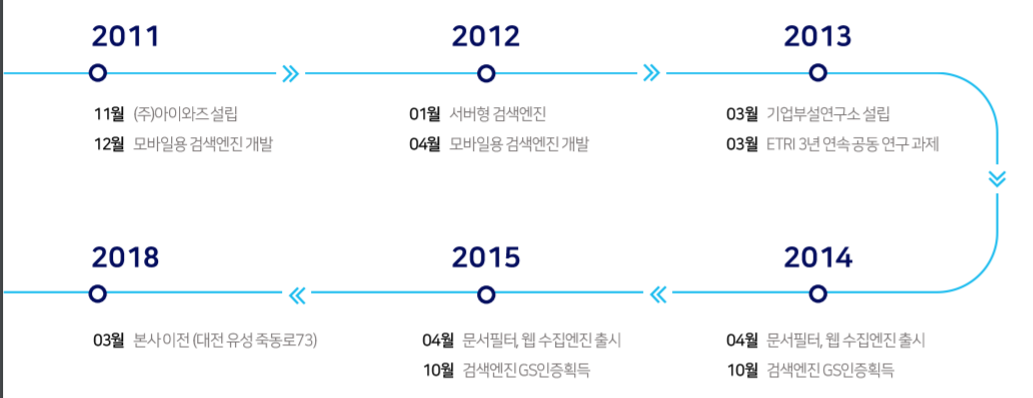 2011
11월 (주)아이와즈 설립
12월 모바일용 검색엔진 개발
2012
01월 서버형 검색엔진
04월 모바일용 검색엔진 개발
2013
03월 기업부설연구소 설립
03월 ETRI 3년 연속 공동 연구 과제
2014
04월 문서필터, 웹 수집엔진 출시
10월 검색엔진 GS인증획득
2015
04월 문서필터, 웹 수집엔진 출시
10월 검색엔진 GS인증획득
2018
03월 본사 이전 (대전 유성 죽동로73)